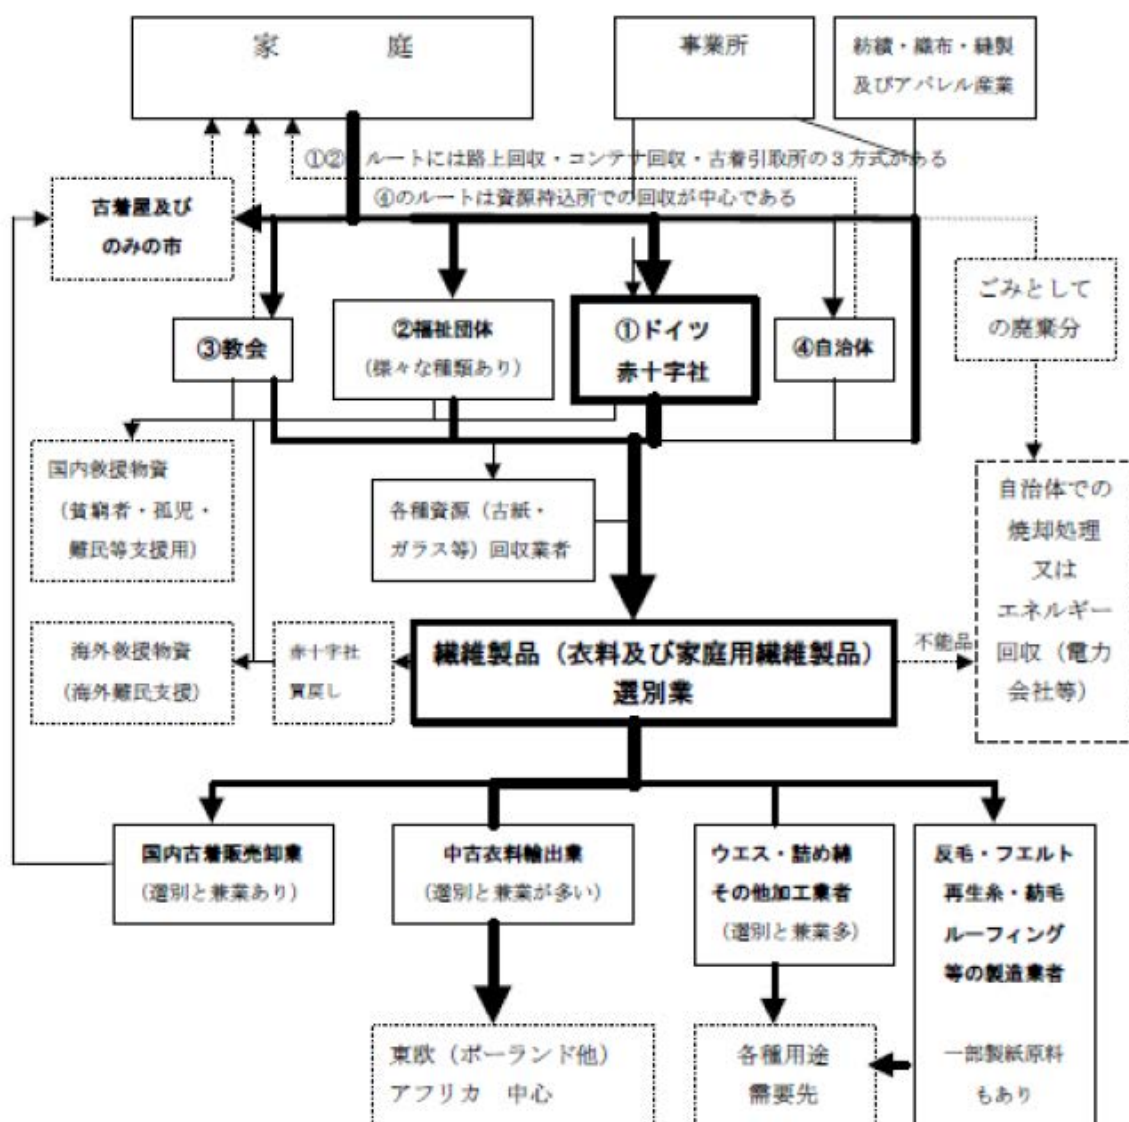 家　庭
事業所
紡績・織布・縫製
及びアパレル産業
①②のルートには路上回収・コンテナ回収・古着引取所の3方式がある
④のルートは資源持込所での回収が中心である
古着屋及び
のみの市
ごみとして
の廃棄分
③教会
②福祉団体
(様々な種類あり)
①ドイツ
赤十字社
④自治体
国内救援物資
(貧窮者・孤児・
難民等支援用)
各種資源(古紙・
ガラス等)回収業者
自治体での
焼却処理
又は
エネルギー
回収(電力
会社等)
海外救援物資
(海外難民支援)
赤十字社
買戻し
繊維製品(衣料及び家庭用繊維製品)
選別業
不能品
国内古着販売卸業
(選別と兼業あり)
中古衣料輸出業
(選別と兼業が多い)
ウエス・詰め綿
その他加工業者
(選別と兼業多)
反毛・フエルト
再生糸・紡毛
ルーフィング
等の製造業者
一部製紙原料
もあり
東欧(ポーランド他)
アフリカ　中心
各種用途
需要先